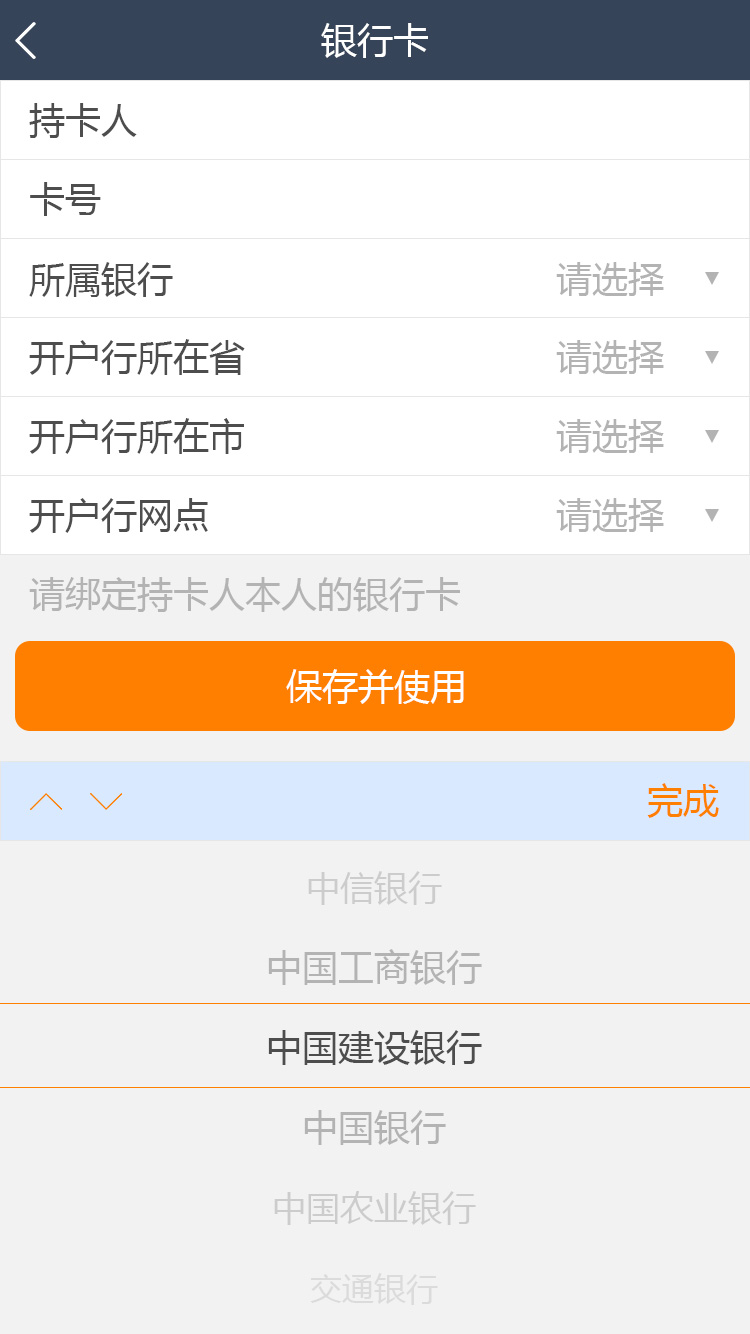 银行卡
持卡人
卡号
所属银行 请选择
开户行所在省 请选择
开户行所在市 请选择
开户行网点 请选择
请绑定持卡人本人的银行卡
保存并使用
完成
中信银行
中国工商银行
中国建设银行
中国银行
中国农业银行
交通银行